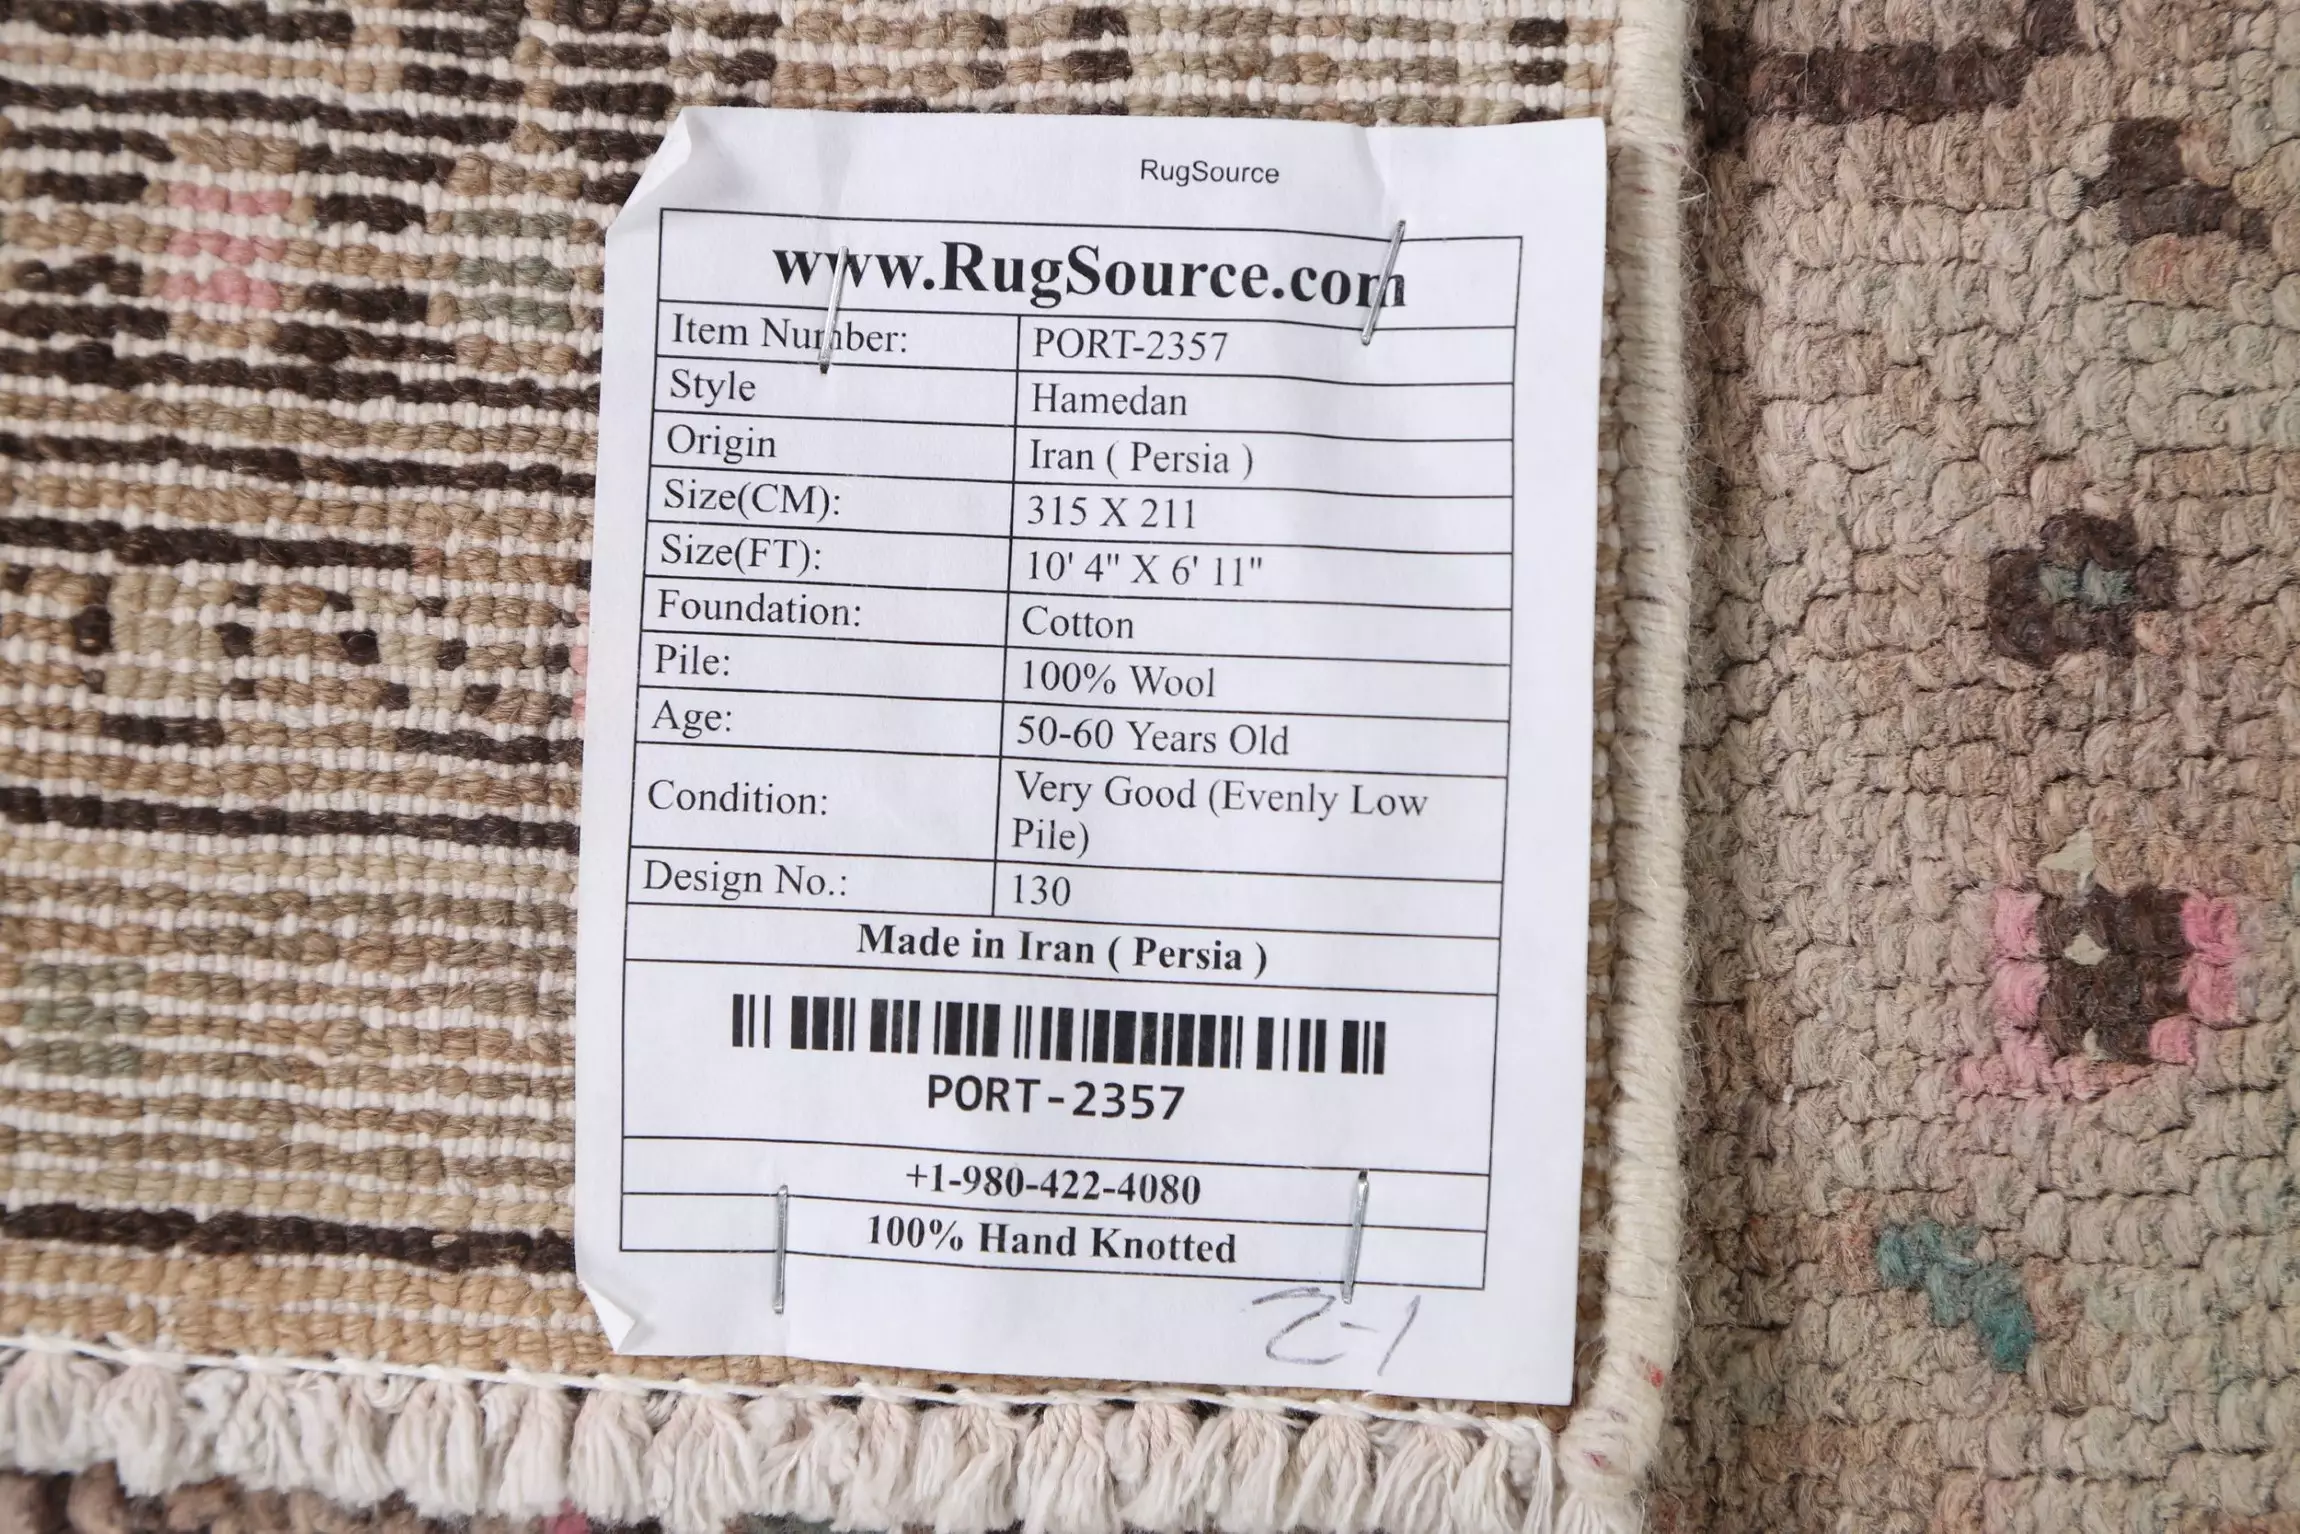 RugSource
www.RugSource.com
Item Number: PORT-2357
Style Hamedan
Origin Iran ( Persia )
Size(CM): 315 X 211
Size(FT): 10' 4" X 6' 11"
Foundation: Cotton
Pile: 100% Wool
Age: 50-60 Years Old
Condition: Very Good (Evenly Low
Pile)
Design No.: 130
Made in Iran ( Persia )
PORT-2357
+1-980-422-4080
100% Hand Knotted
2-1